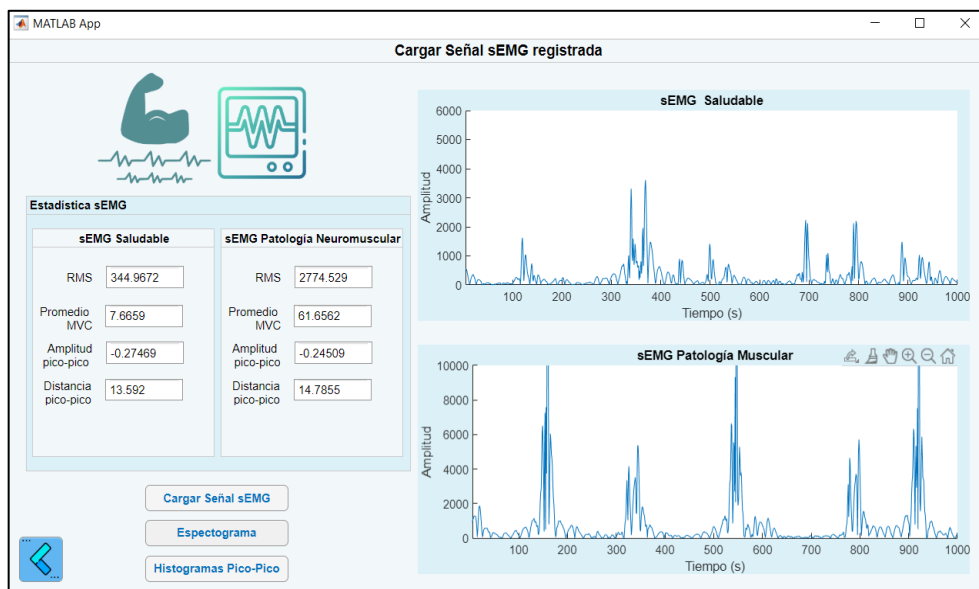 MATLAB App
Cargar Señal sEMG registrada
Estadística sEMG
sEMG Saludable
RMS 344.9672
Promedio MVC 7.6659
Amplitud pico-pico -0.27469
Distancia pico-pico 13.592
sEMG Patología Neuromuscular
RMS 2774.529
Promedio MVC 61.6562
Amplitud pico-pico -0.24509
Distancia pico-pico 14.7855
Cargar Señal sEMG
Espectograma
Histogramas Pico-Pico
sEMG Saludable
Amplitud
6000
5000
4000
3000
2000
1000
0
100 200 300 400 500 600 700 800 900 1000
Tiempo (s)
sEMG Patología Muscular
Amplitud
10000
8000
6000
4000
2000
0
100 200 300 400 500 600 700 800 900 1000
Tiempo (s)